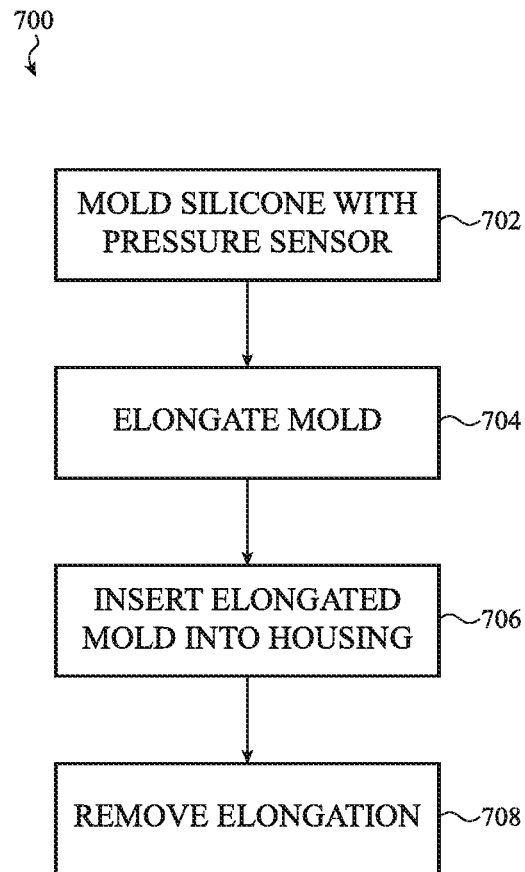 700
MOLD SILICONE WITH
PRESSURE SENSOR
702
ELONGATE MOLD
704
INSERT ELONGATED
MOLD INTO HOUSING
706
REMOVE ELONGATION
708